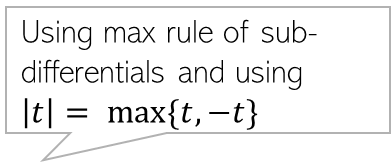 Using max rule of sub-
differentials and using
|t| = max{t, −t}